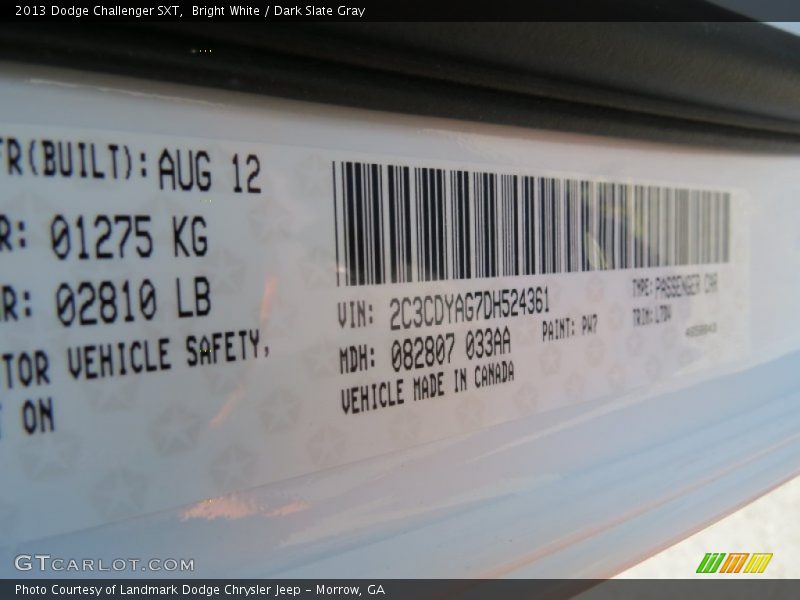 2013 Dodge Challenger SXT,  Bright White / Dark Slate Gray
FR(BUILT): AUG 12
R: 01275 KG
R: 02810 LB
TOR VEHICLE SAFETY,
ON
VIN: 2C3CDYAG7DH524361
TYPE: PASSENGER CAR
MDH: 082807 033AA
PAINT: PW7
TRIM:
VEHICLE MADE IN CANADA
GTCARLOT.COM
Photo Courtesy of Landmark Dodge Chrysler Jeep – Morrow, GA